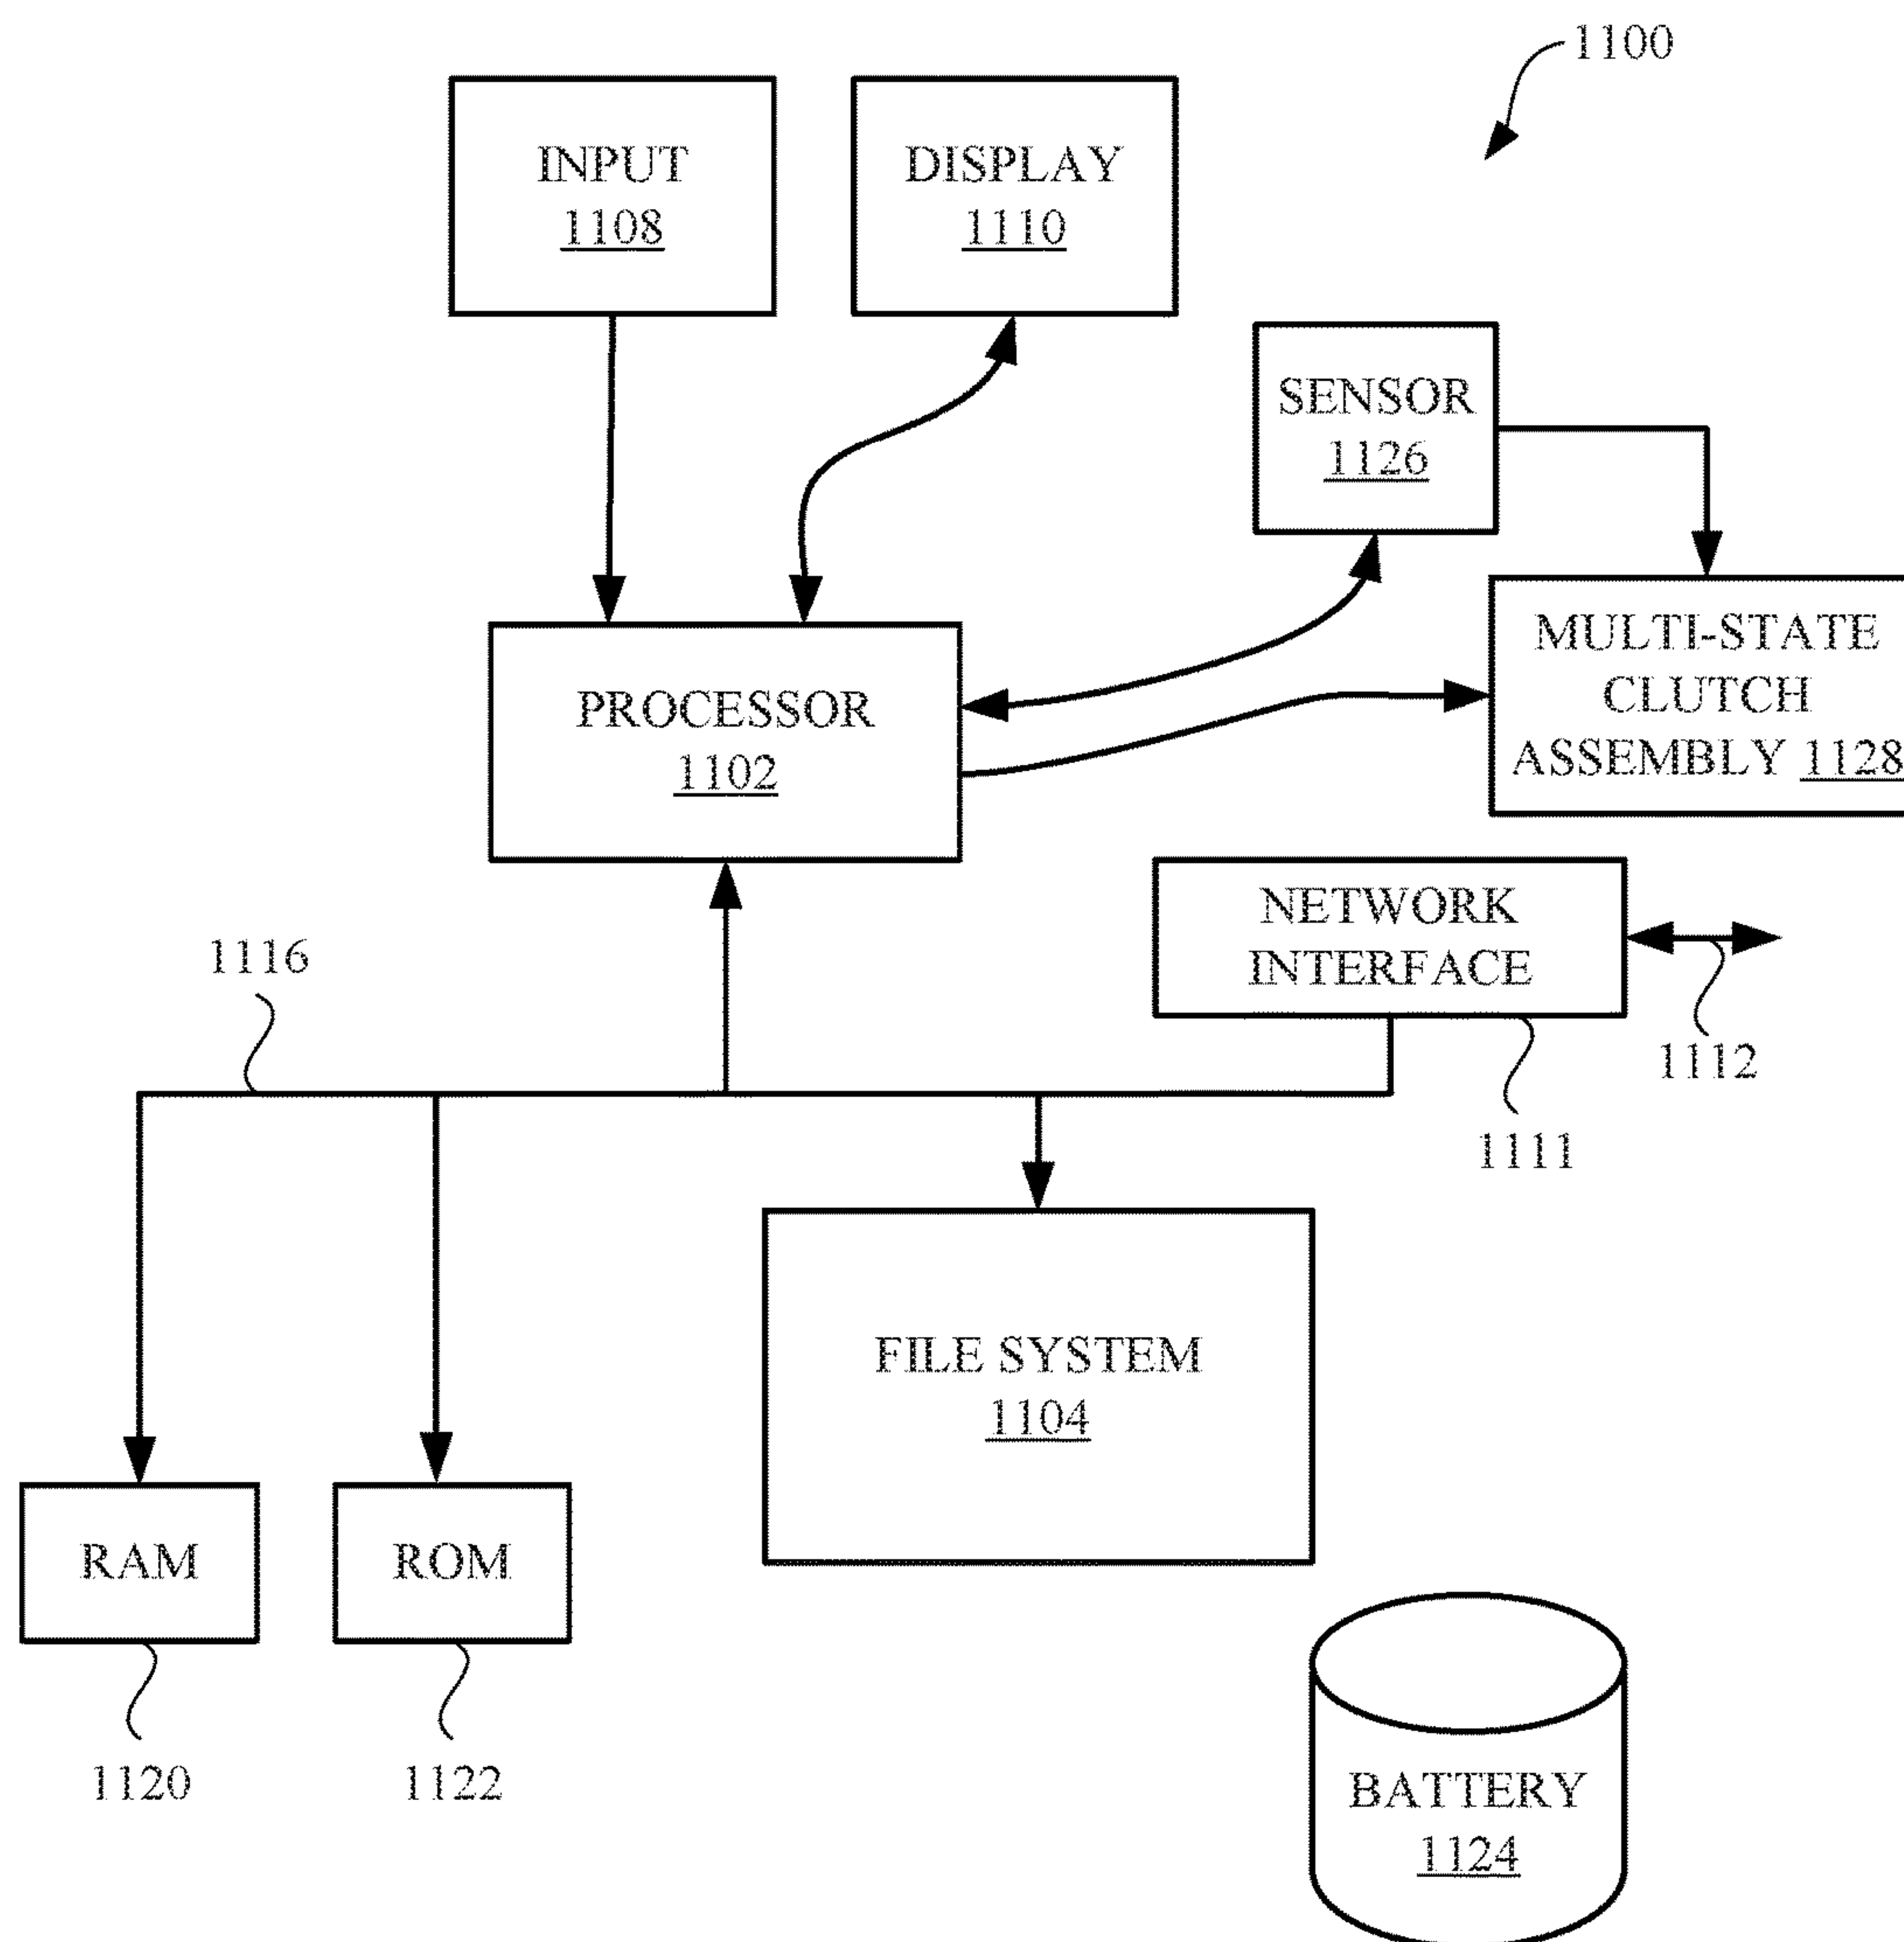 1100
INPUT
1108
DISPLAY
1110
SENSOR
1126
MULTI-STATE
CLUTCH
ASSEMBLY 1128
PROCESSOR
1102
NETWORK
INTERFACE
1116
1112
1111
FILE SYSTEM
1104
RAM
ROM
1120
1122
BATTERY
1124